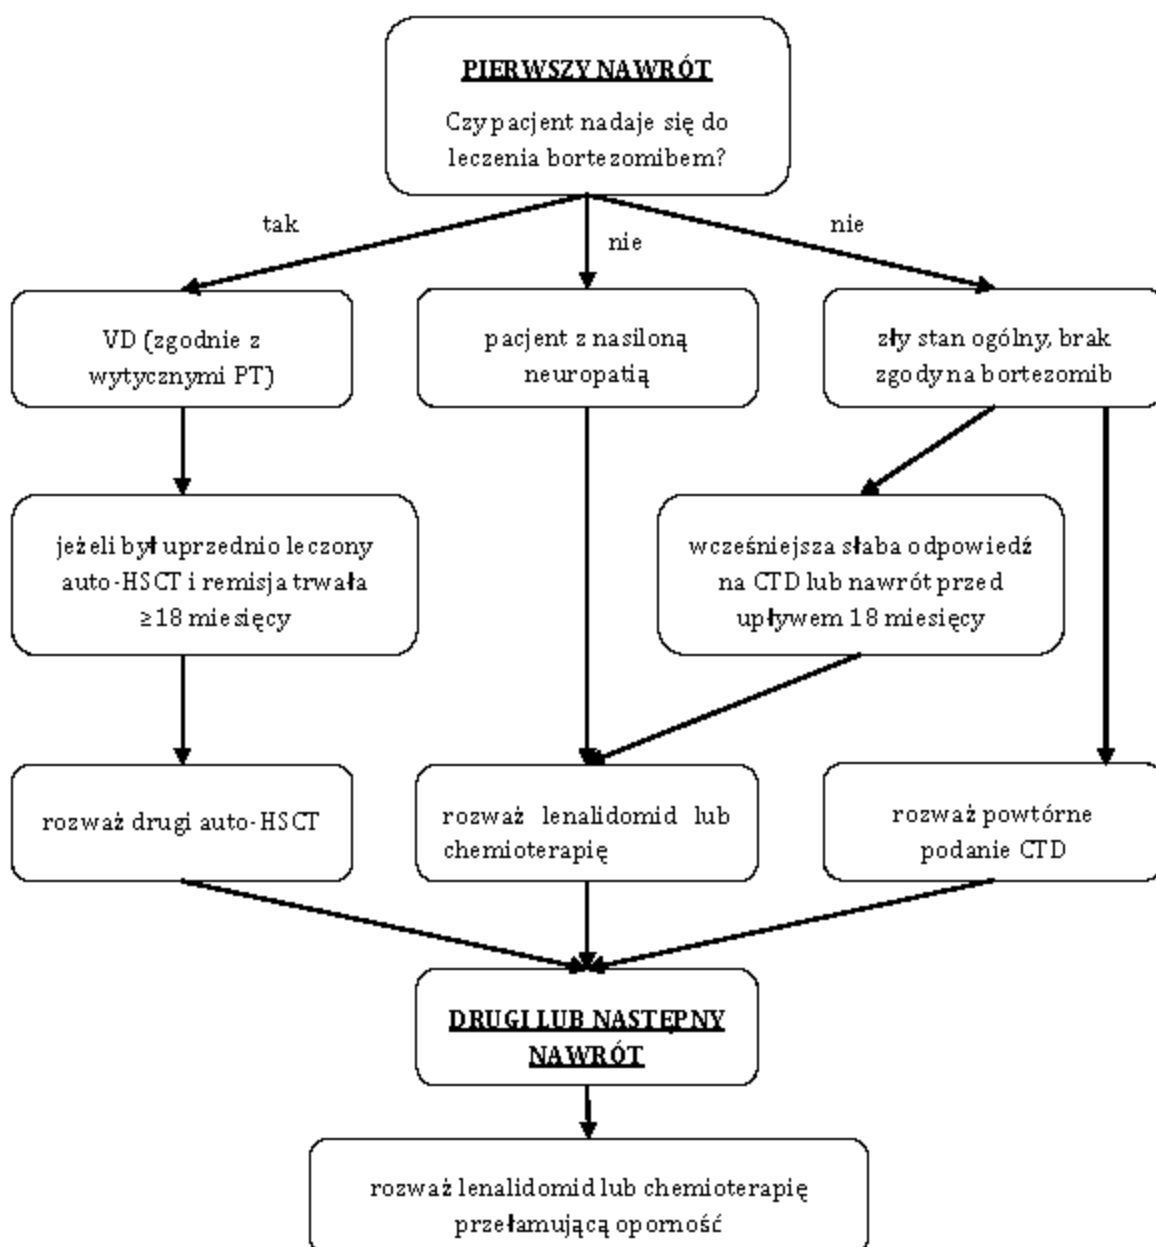 PIERWSZY NAWRÓT
Czy pacjent nadaje się do
leczenia bortezomibem?
tak
nie
nie
VD (zgodnie z
wytycznymi PT)
pacjent z nasiloną
neuropatią
zły stan ogólny, brak
zgody na bortezomib
jeżeli był uprzednio leczony
auto-HSCT i remisja trwała
≥18 miesięcy
wcześniejsza słaba odpowiedź
na CTD lub nawrót przed
upływem 18 miesięcy
rozważ drugi auto-HSCT
rozważ lenalidomid lub
chemioterapię
rozważ powtórne
podanie CTD
DRUGI LUB NASTĘPNY
NAWRÓT
rozważ lenalidomid lub chemioterapię
przełamującą oporność